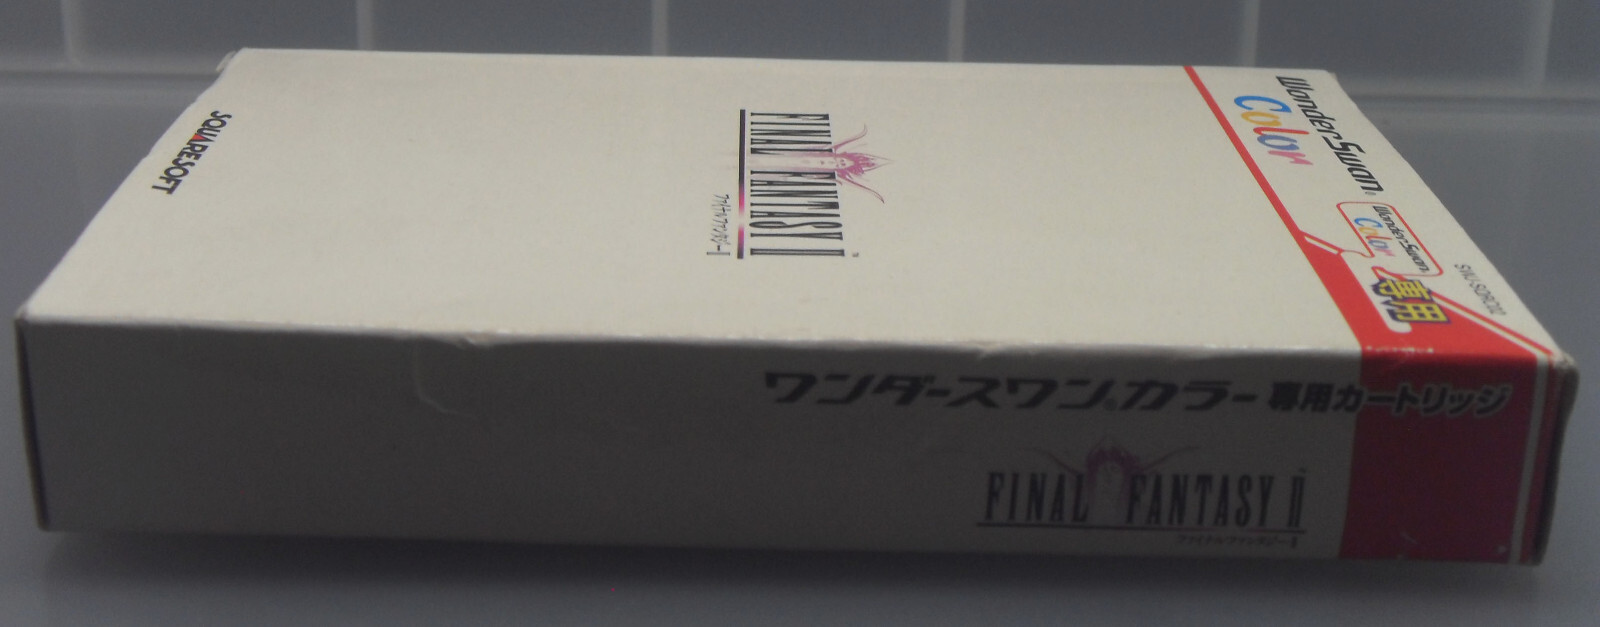 WonderSwan®
Color
WonderSwan
Color
専用
SWJ-SQRC02
FINAL FANTASY II
ファイナルファンタジーII
SQUARESOFT
ワンダースワン®カラー専用カートリッジ
FINAL FANTASY II
ファイナルファンタジーII